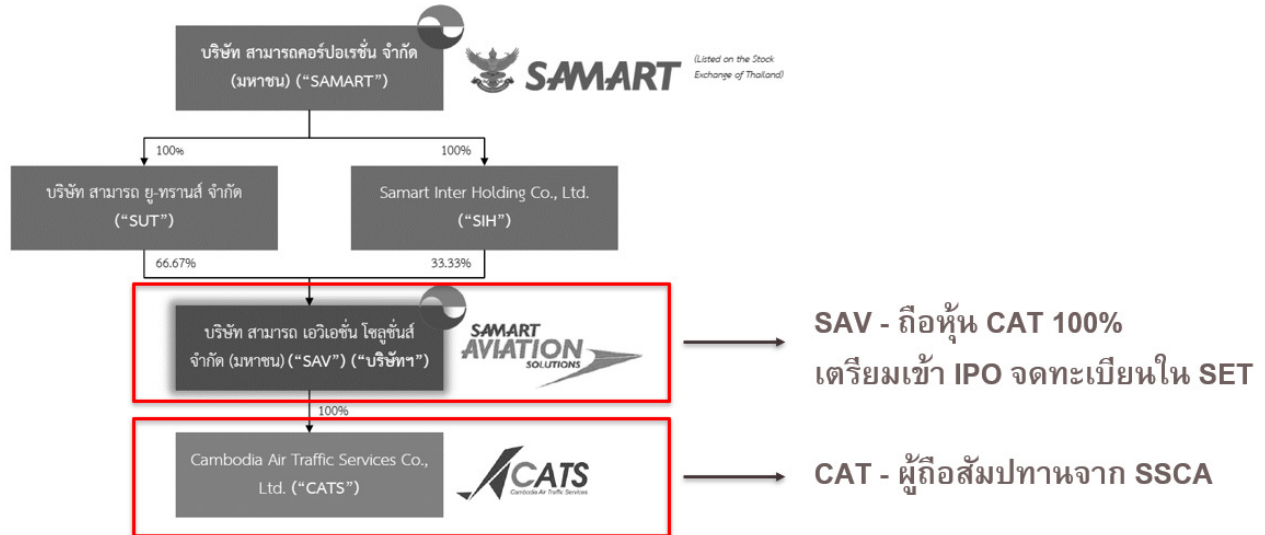 บริษัท สามารถคอร์ปอเรชั่น จำกัด
(มหาชน) (“SAMART”)
SAMART
(Listed on the Stock
Exchange of Thailand)
100%
100%
บริษัท สามารถ ยู-ทรานส์ จำกัด
(“SUT”)
Samart Inter Holding Co., Ltd.
(“SIH”)
66.67%
33.33%
บริษัท สามารถ เอวิเอชั่น โซลูชั่นส์
จำกัด (มหาชน) (“SAV”) (“บริษัทฯ”)
SAMART
AVIATION
SOLUTIONS
SAV - ถือหุ้น CAT 100%
เตรียมเข้า IPO จดทะเบียนใน SET
100%
Cambodia Air Traffic Services Co.,
Ltd. (“CATS”)
CATS
Cambodia Air Traffic Services
CAT - ผู้ถือสัมปทานจาก SSCA